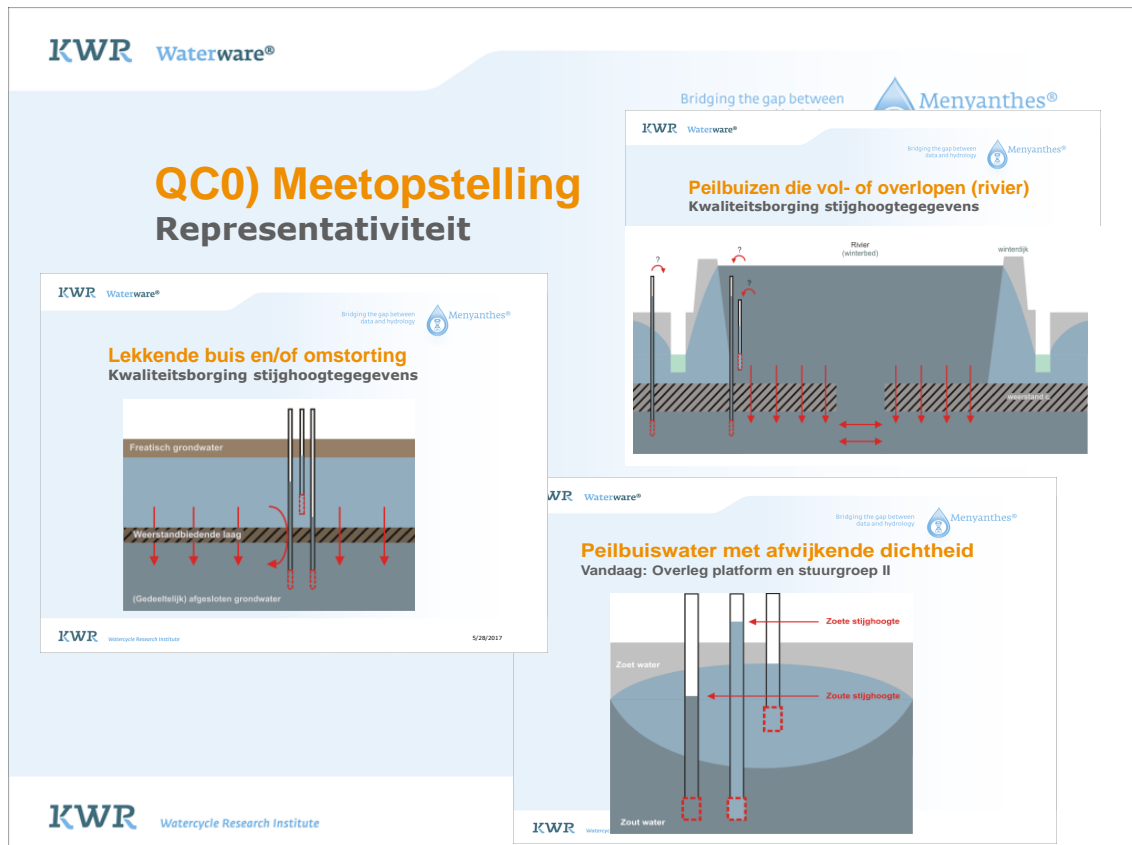 KWR Waterware®
Bridging the gap between
Menyanthes®
QC0) Meetopstelling
Representativiteit
KWR Waterware®
Bridging the gap between
data and hydrology
Menyanthes®
Peilbuizen die vol- of overlopen (rivier)
Kwaliteitsborging stijghoogtegegevens
?
?
?
Rivier
(winterbed)
winterdijk
weerstand c
KWR Waterware®
Bridging the gap between
data and hydrology
Menyanthes®
Lekkende buis en/of omstorting
Kwaliteitsborging stijghoogtegegevens
Freatisch grondwater
Weerstandbiedende laag
(Gedeeltelijk) afgesloten grondwater
KWR Watercycle Research Institute
5/28/2017
WR Waterware®
Bridging the gap between
data and hydrology
Menyanthes®
Peilbuiswater met afwijkende dichtheid
Vandaag: Overleg platform en stuurgroep II
Zoete stijghoogte
Zoet water
Zoute stijghoogte
Zout water
KWR
KWR Watercycle Research Institute